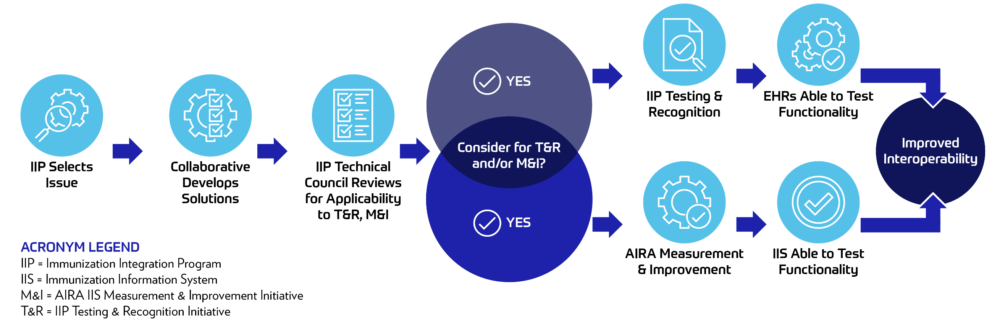 IIP Selects
Issue
Collaborative
Develops
Solutions
IIP Technical
Council Reviews
for Applicability
to T&R, M&I
YES
Consider for T&R
and/or M&I?
YES
IIP Testing &
Recognition
EHRs Able to Test
Functionality
AIRA Measurement
& Improvement
IIS Able to Test
Functionality
Improved
Interoperability
ACRONYM LEGEND
IIP = Immunization Integration Program
IIS = Immunization Information System
M&I = AIRA IIS Measurement & Improvement Initiative
T&R = IIP Testing & Recognition Initiative